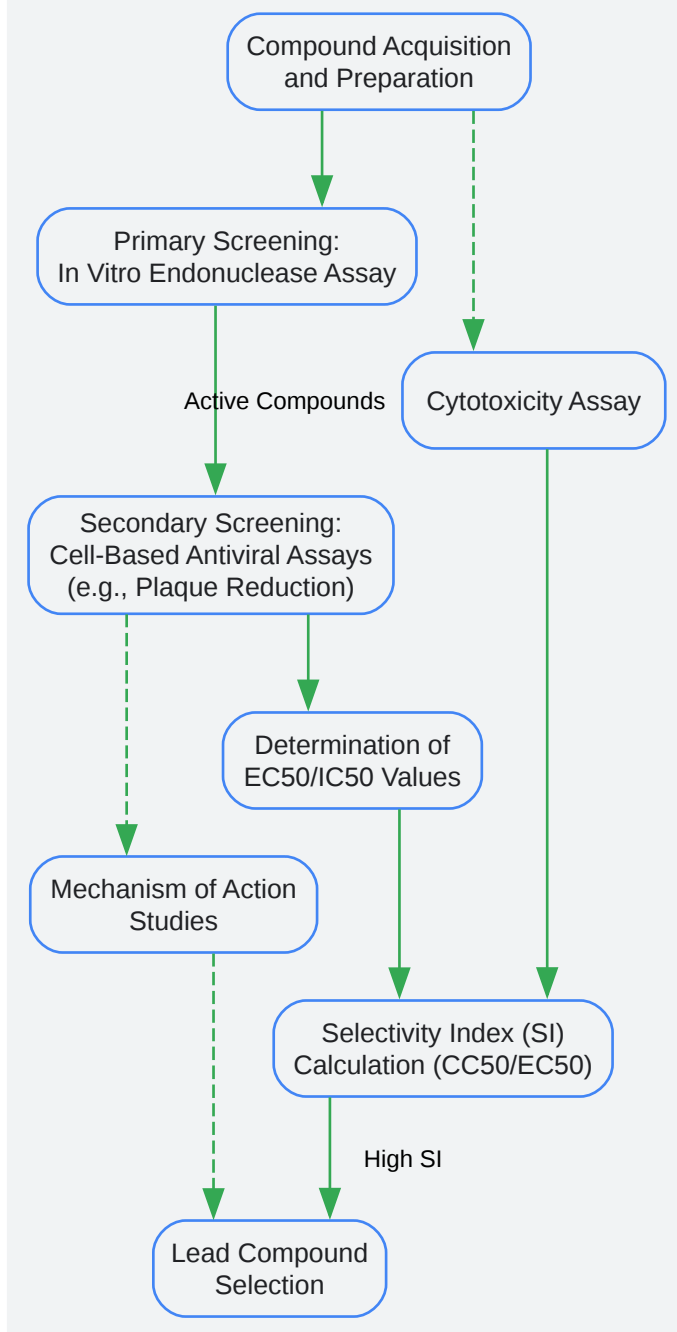 Compound Acquisition
and Preparation
Primary Screening:
In Vitro Endonuclease Assay
Active Compounds
Cytotoxicity Assay
Secondary Screening:
Cell-Based Antiviral Assays
(e.g., Plaque Reduction)
Determination of
EC50/IC50 Values
Mechanism of Action
Studies
Selectivity Index (SI)
Calculation (CC50/EC50)
High SI
Lead Compound
Selection